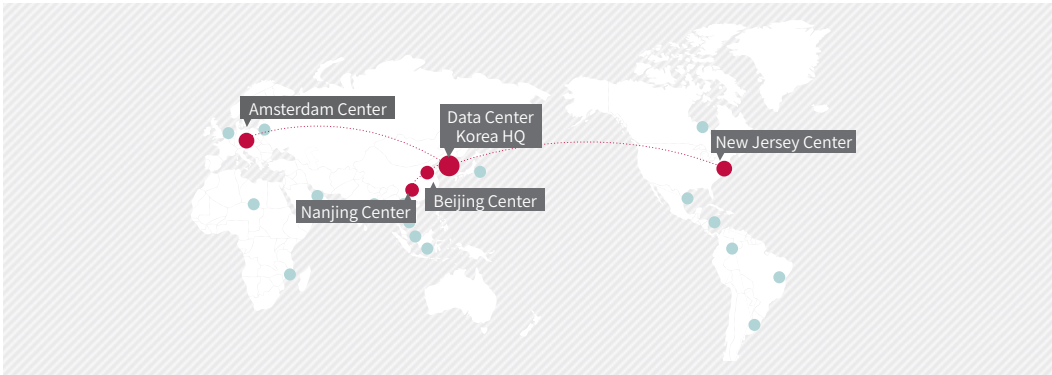 Amsterdam Center
Data Center
Korea HQ
New Jersey Center
Beijing Center
Nanjing Center